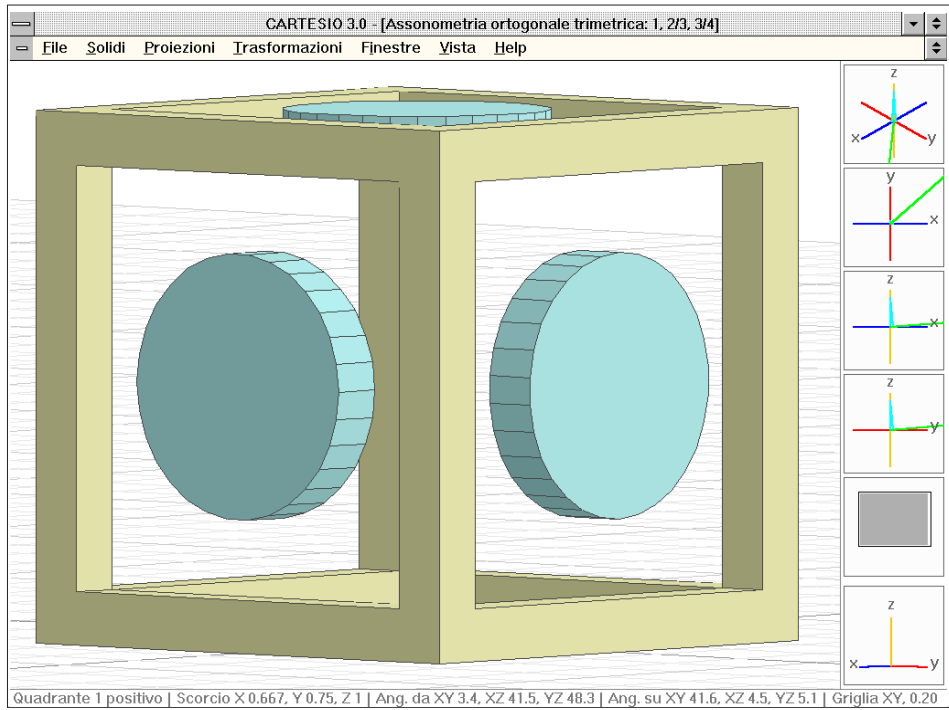 CARTESIO 3.0 - [Assonometria ortogonale trimetrica: 1, 2/3, 3/4]
File Solidi Proiezioni Trasformazioni Finestre Vista Help
z
x y
y
x
z
x
z
y
z
x y
Quadrante 1 positivo | Scorcio X 0.667, Y 0.75, Z 1 | Ang. da XY 3.4, XZ 41.5, YZ 48.3 | Ang. su XY 41.6, XZ 4.5, YZ 5.1 | Griglia XY, 0.20